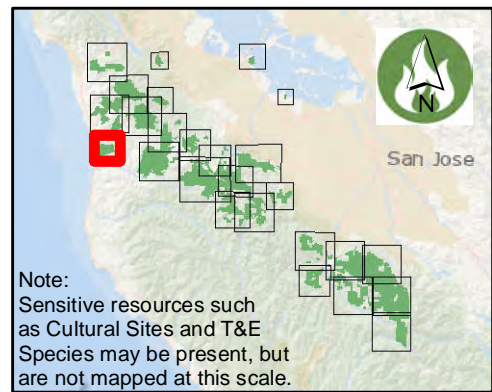 N
San Jose
Note:
Sensitive resources such
as Cultural Sites and T&E
Species may be present, but
are not mapped at this scale.